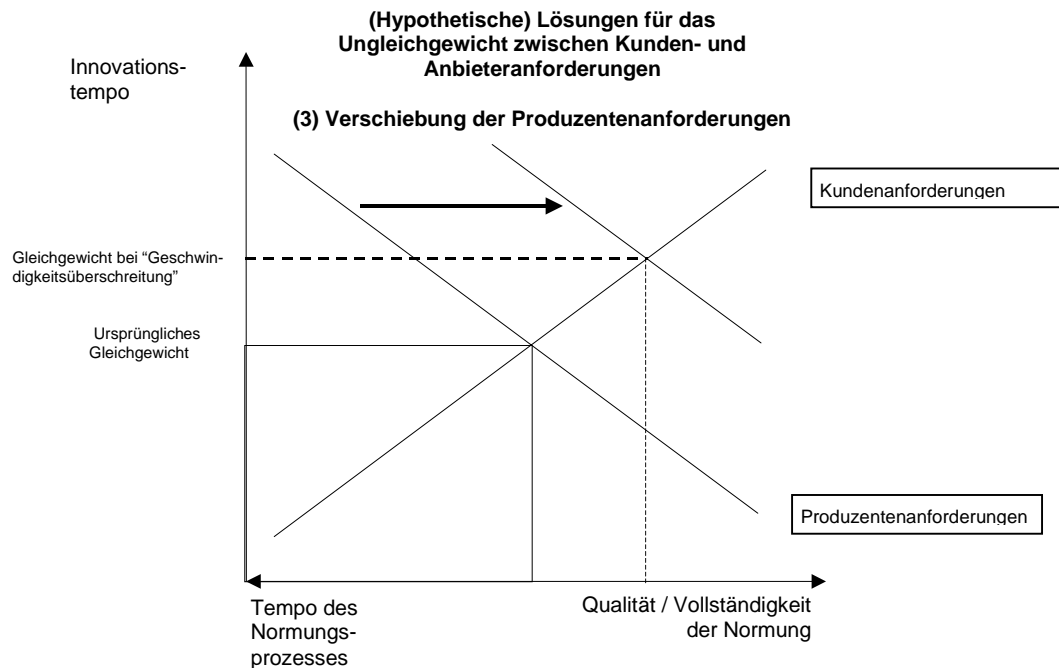 (Hypothetische) Lösungen für das
Ungleichgewicht zwischen Kunden- und
Anbieteranforderungen
Innovations-
tempo
(3) Verschiebung der Produzentenanforderungen
Kundenanforderungen
Gleichgewicht bei “Geschwin-
digkeitsüberschreitung”
Ursprüngliches
Gleichgewicht
Produzentenanforderungen
Tempo des
Normungs-
prozesses
Qualität / Vollständigkeit
der Normung